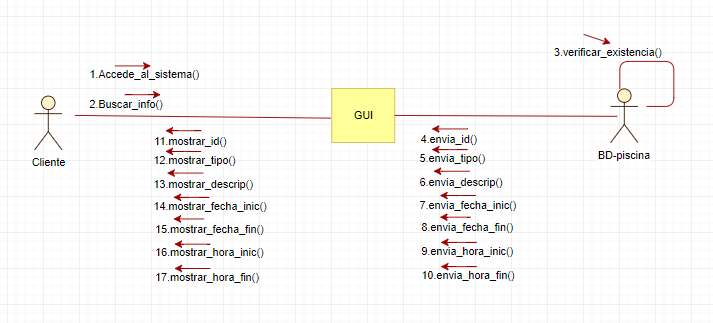 3.verificar_existencia()
1.Accede_al_sistema()
2.Buscar_info()
GUI
Cliente
BD-piscina
11.mostrar_id()
12.mostrar_tipo()
13.mostrar_descrip()
14.mostrar_fecha_inic()
15.mostrar_fecha_fin()
16.mostrar_hora_inic()
17.mostrar_hora_fin()
4.envia_id()
5.envia_tipo()
6.envia_descrip()
7.envia_fecha_inic()
8.envia_fecha_fin()
9.envia_hora_inic()
10.envia_hora_fin()